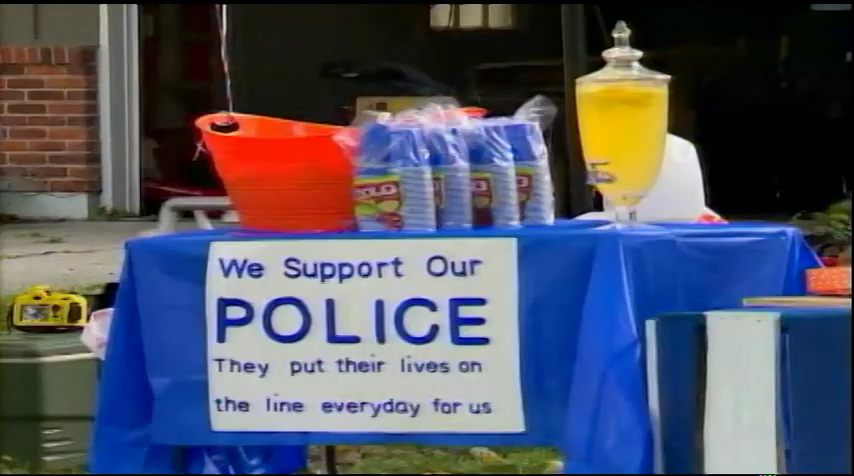 We Support Our
POLICE
They put their lives on
the line everyday for us